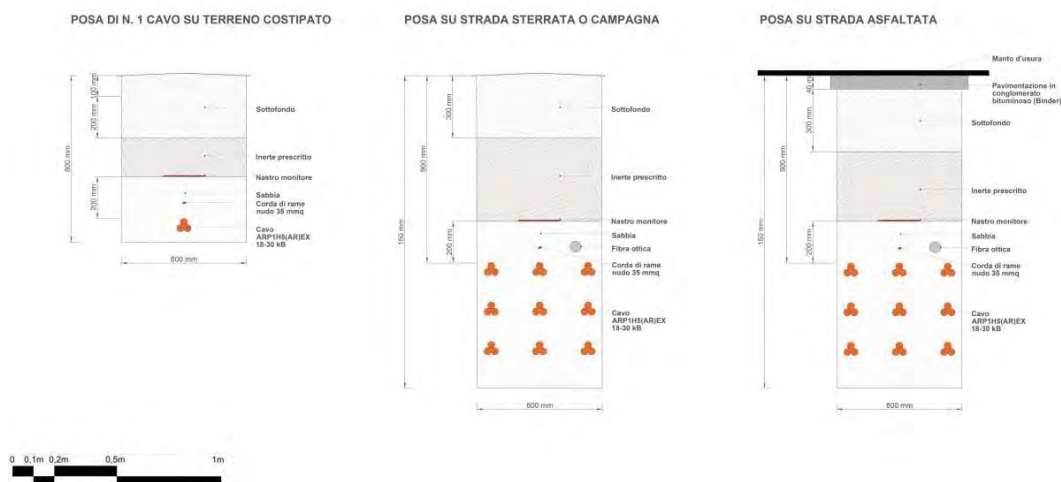 POSA DI N. 1 CAVO SU TERRENO COSTIPATO
100 mm
200 mm
800 mm
200 mm
Sottofondo
Inerte prescritto
Nastro monitore
Sabbia
Corda di rame
nudo 35 mmq
Cavo
ARP1H5(AR)EX
18-30 kB
600 mm
POSA SU STRADA STERRATA O CAMPAGNA
300 mm
900 mm
150 mm
200 mm
Sottofondo
Inerte prescritto
Nastro monitore
Sabbia
Fibra ottica
Corda di rame
nudo 35 mmq
Cavo
ARP1H5(AR)EX
18-30 kB
600 mm
POSA SU STRADA ASFALTATA
Manto d'usura
40 mm
Pavimentazione in
conglomerato
bituminoso (Binder)
300 mm
900 mm
150 mm
200 mm
Sottofondo
Inerte prescritto
Nastro monitore
Sabbia
Fibra ottica
Corda di rame
nudo 35 mmq
Cavo
ARP1H5(AR)EX
18-30 kB
600 mm
0 0,1m 0,2m 0,5m 1m